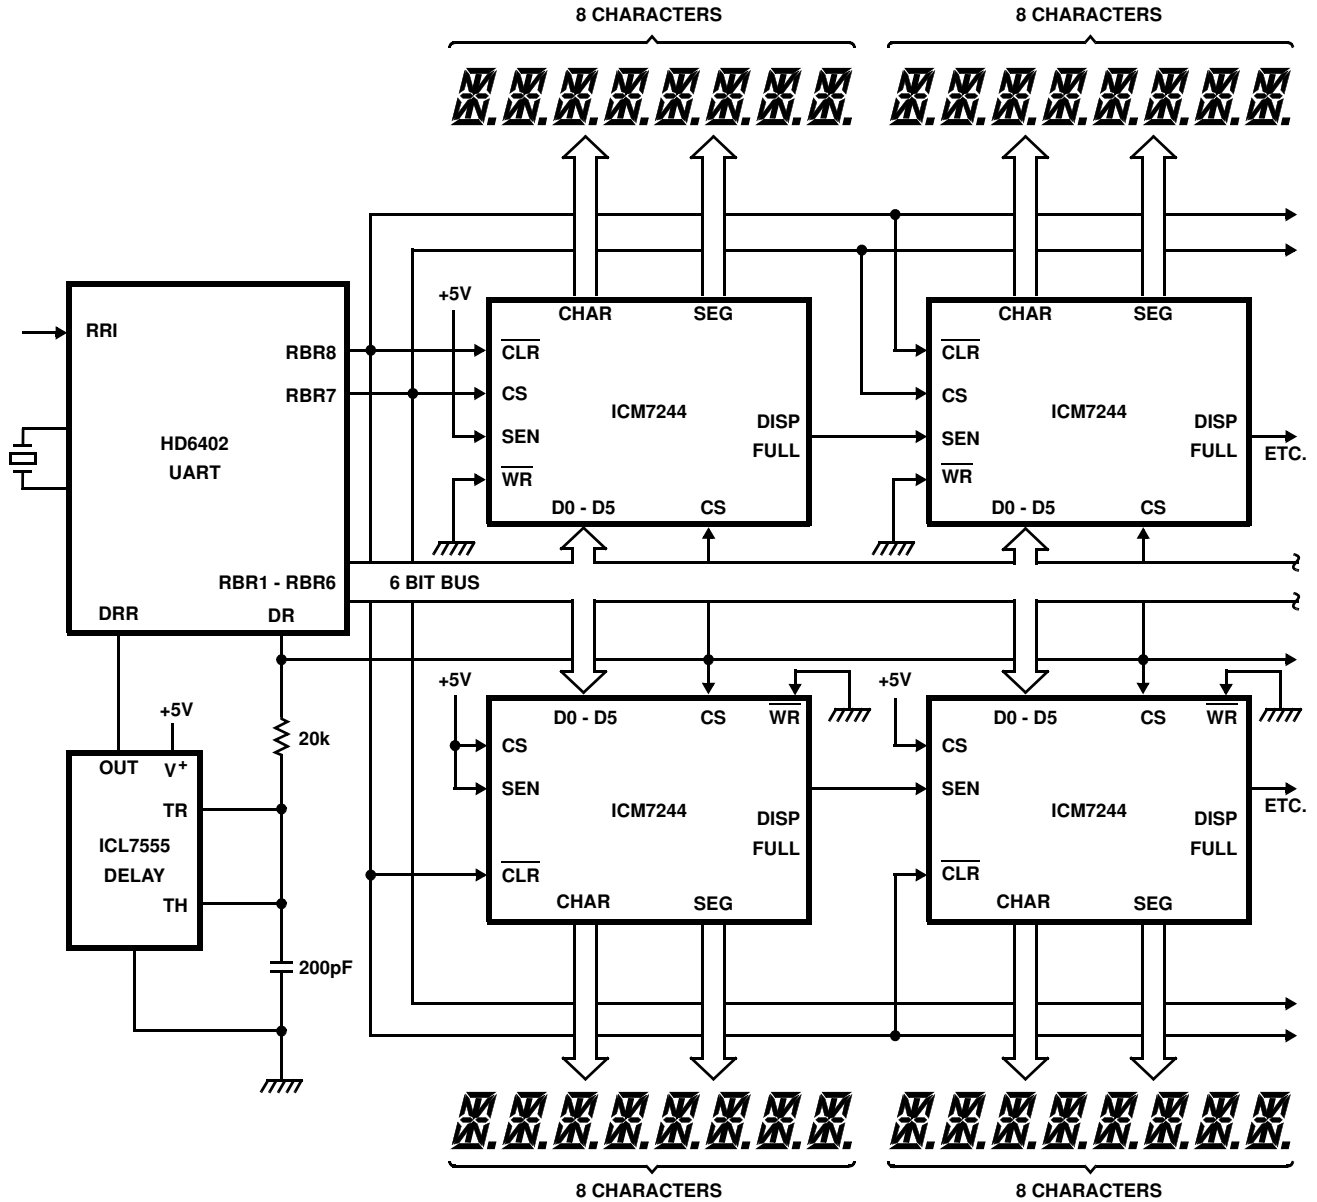 8 CHARACTERS
8 CHARACTERS
+5V
CHAR SEG
CHAR SEG
RRI
RBR8
CLR
CLR
RBR7
CS
CS
ICM7244
ICM7244
DISP
FULL
DISP
FULL
HD6402
UART
SEN
SEN
ETC.
WR
WR
D0 - D5 CS
D0 - D5 CS
RBR1 - RBR6
6 BIT BUS
DRR
DR
+5V
+5V
+5V
D0 - D5 CS WR
D0 - D5 CS WR
20k
CS
CS
OUT V+
SEN
SEN
TR
ICM7244
ICM7244
ETC.
DISP
FULL
DISP
FULL
ICL7555
DELAY
CLR
CLR
TH
CHAR SEG
CHAR SEG
200pF
8 CHARACTERS
8 CHARACTERS